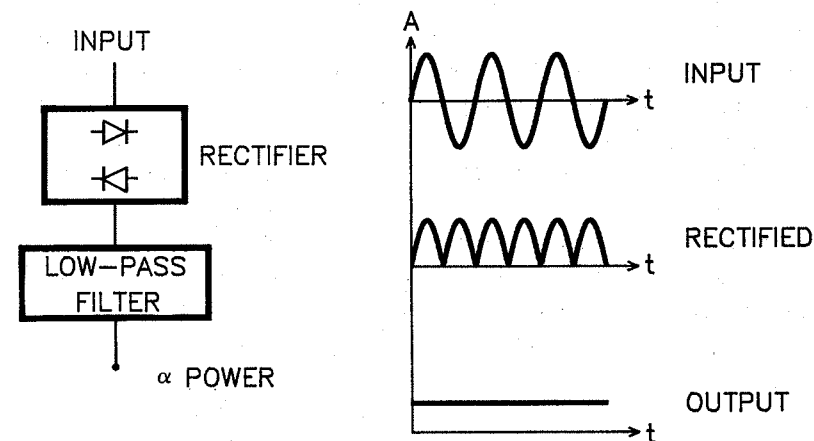 INPUT
RECTIFIER
LOW-PASS
FILTER
α POWER
A
t
INPUT
t
RECTIFIED
t
OUTPUT